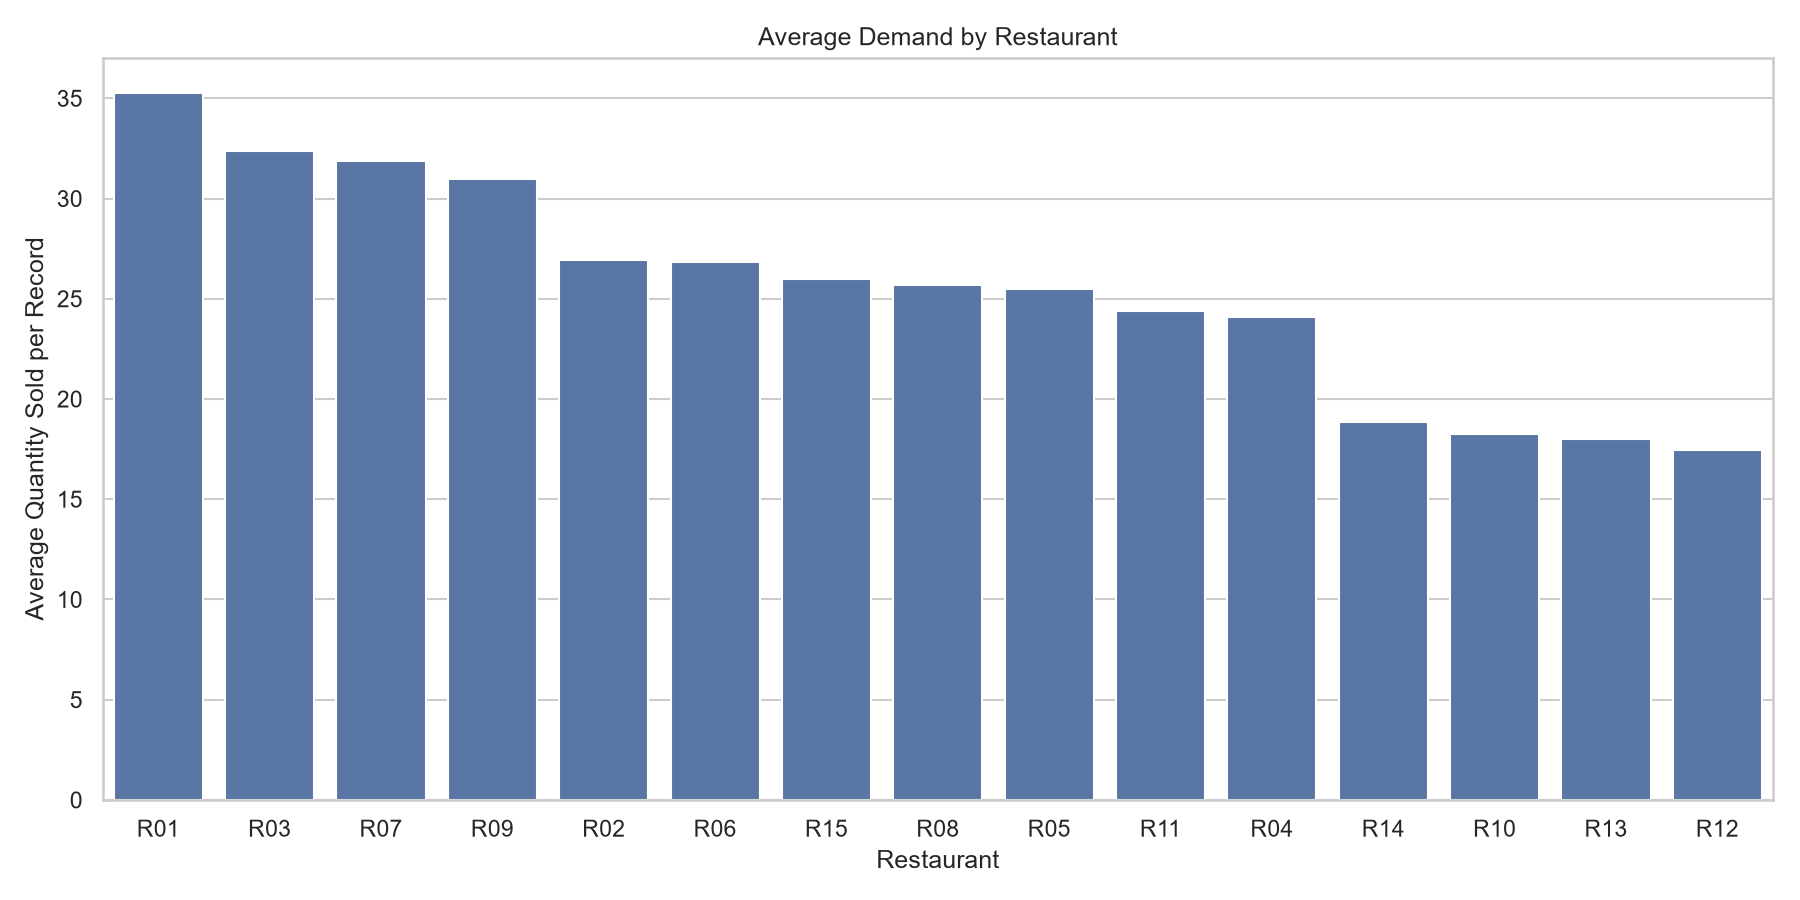 Average Demand by Restaurant
Average Quantity Sold per Record
35
30
25
20
15
10
5
0
R01 R03 R07 R09 R02 R06 R15 R08 R05 R11 R04 R14 R10 R13 R12
Restaurant